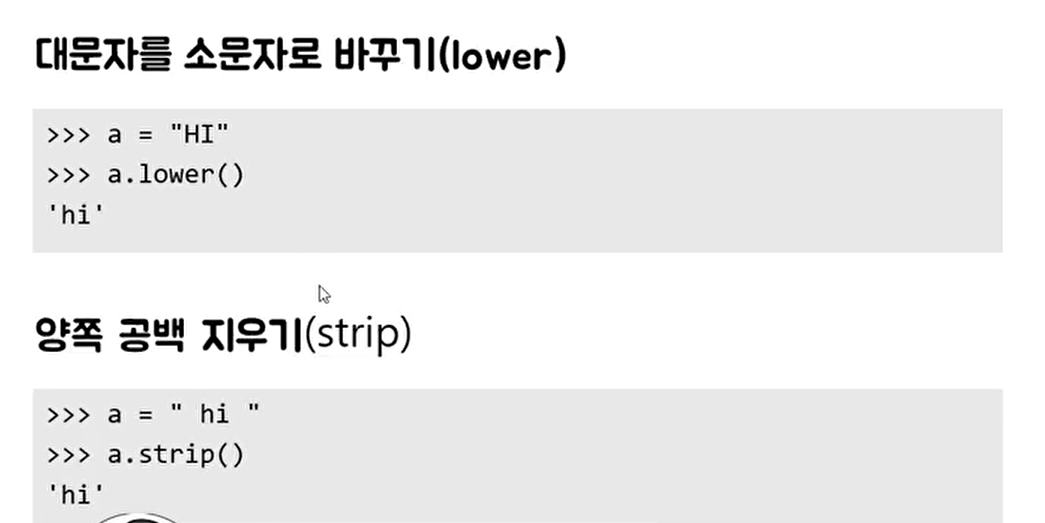 대문자를 소문자로 바꾸기(lower)
>>> a = "HI"
>>> a.lower()
'hi'
양쪽 공백 지우기(strip)
>>> a = " hi "
>>> a.strip()
'hi'